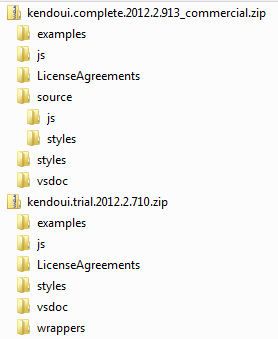 kendoui.complete.2012.2.913_commercial.zip
examples
js
LicenseAgreements
source
js
styles
styles
vsdoc
kendoui.trial.2012.2.710.zip
examples
js
LicenseAgreements
styles
vsdoc
wrappers